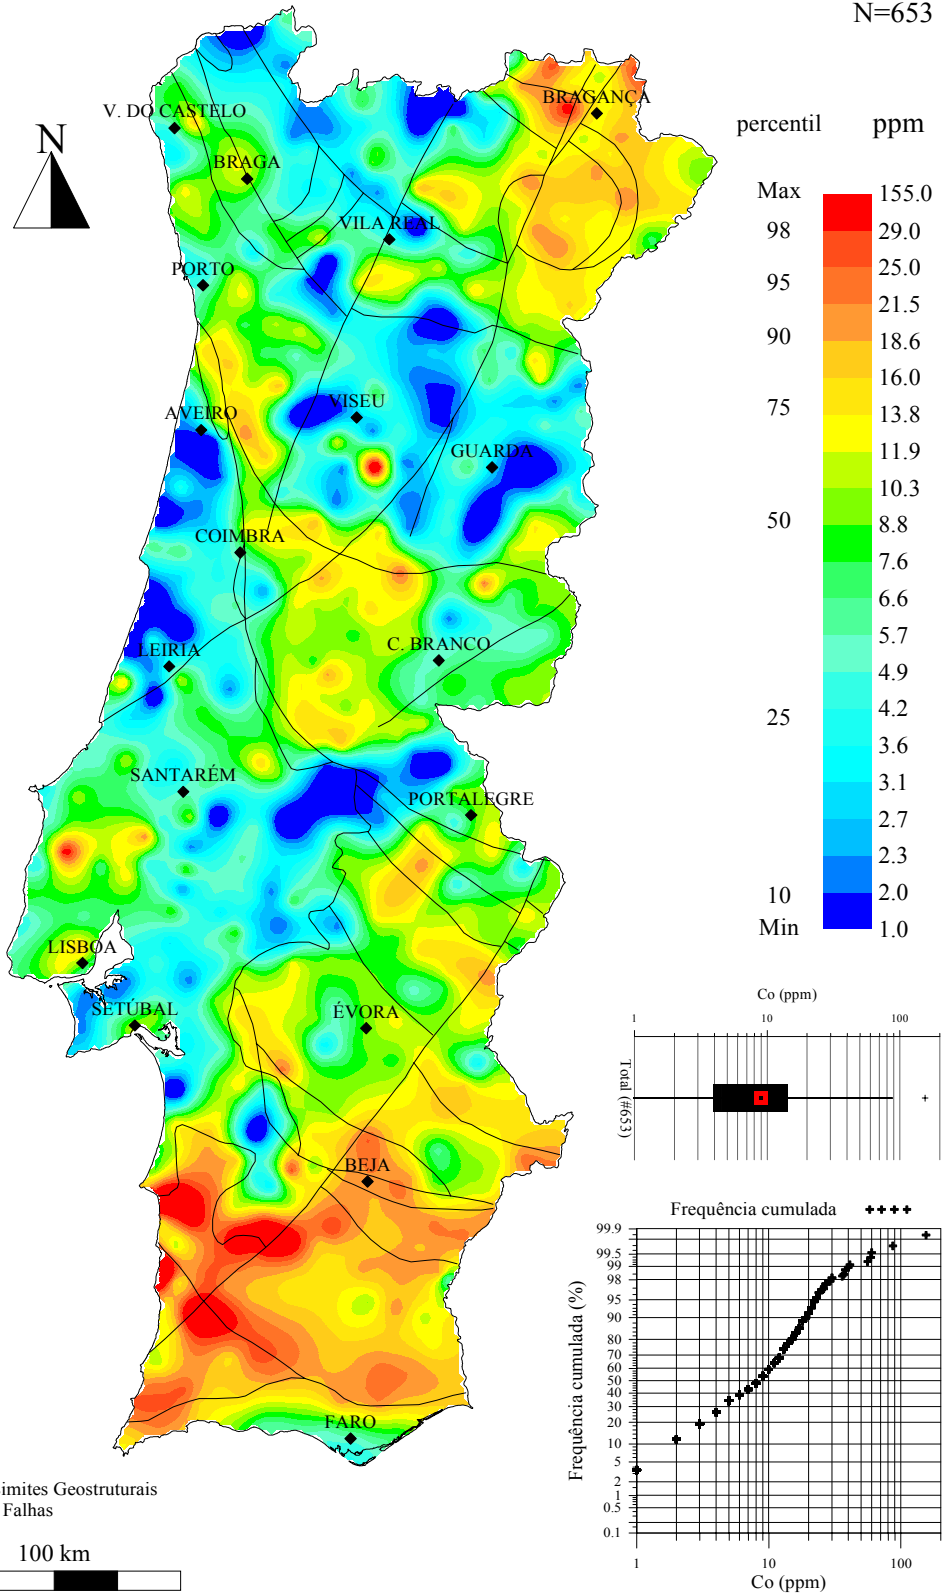 N=653
N
V. DO CASTELO
BRAGA
BRAGANÇA
VILA REAL
PORTO
AVEIRO
VISEU
GUARDA
COIMBRA
LEIRIA
C. BRANCO
SANTARÉM
PORTALEGRE
LISBOA
SETÚBAL
ÉVORA
BEJA
FARO
percentil ppm
Max 155.0
98 29.0
95 25.0
21.5
90 18.6
16.0
75 13.8
11.9
10.3
50 8.8
7.6
6.6
5.7
4.9
4.2
25 3.6
3.1
2.7
2.3
10 2.0
Min 1.0
Co (ppm)
1 10 100
Total (#653)
Frequência cumulada
Frequência cumulada (%)
99.9
99.5
99
98
95
90
80
70
60
50
40
30
20
10
5
2
1
0.5
0.1
1 10 100
Co (ppm)
imites Geostruturais
Falhas
100 km